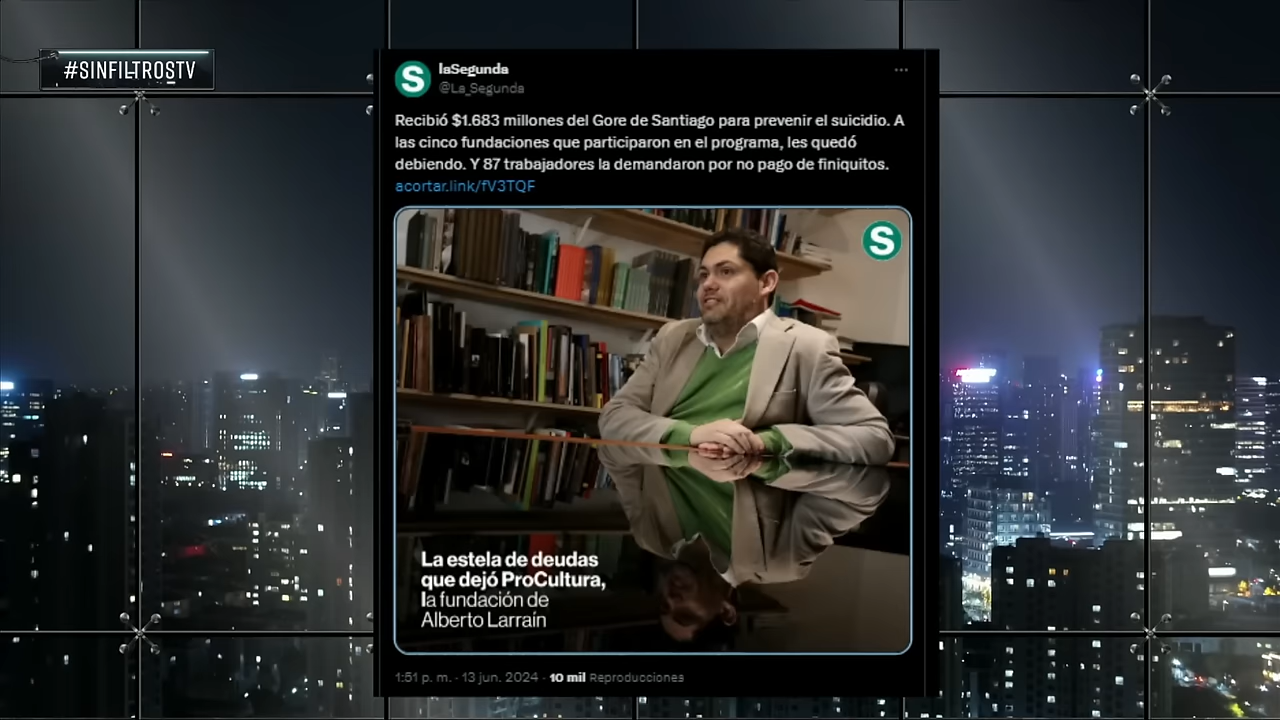 #SINFILTROSTV
S
laSegunda
@La_Segunda
Recibió $1.683 millones del Gore de Santiago para prevenir el suicidio. A
las cinco fundaciones que participaron en el programa, les quedó
debiendo. Y 87 trabajadores la demandaron por no pago de finiquitos.
acortar.link/fV3TQF
S
La estela de deudas
que dejó ProCultura,
la fundación de
Alberto Larraín
1:51 p. m. · 13 jun. 2024 · 10 mil Reproducciones